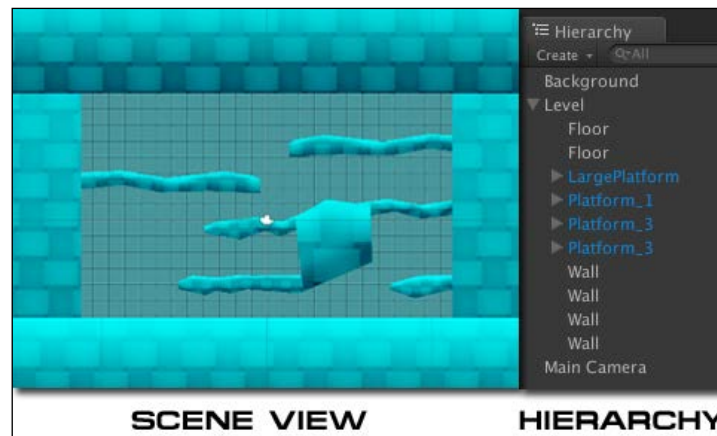 Hierarchy
Create
All
Background
Level
Floor
Floor
LargePlatform
Platform_1
Platform_3
Platform_3
Wall
Wall
Wall
Wall
Main Camera
SCENE VIEW
HIERARCHY